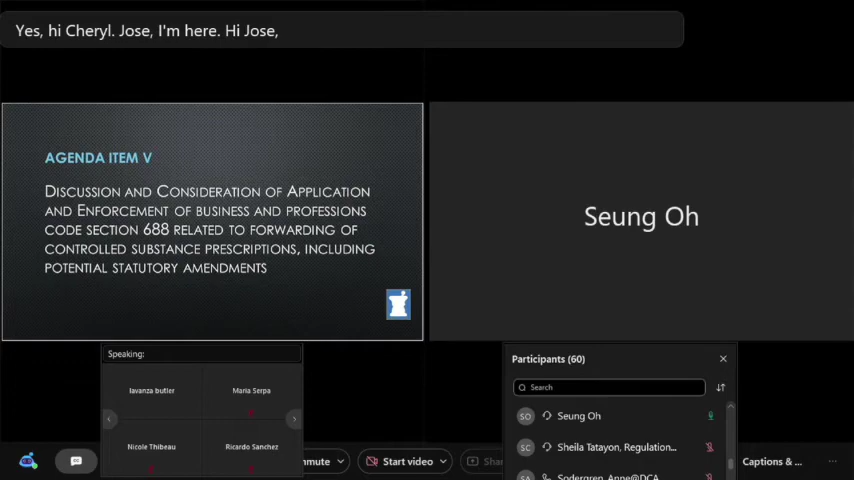 Yes, hi Cheryl. Jose, I'm here. Hi Jose,
AGENDA ITEM V
DISCUSSION AND CONSIDERATION OF APPLICATION
AND ENFORCEMENT OF BUSINESS AND PROFESSIONS
CODE SECTION 688 RELATED TO FORWARDING OF
CONTROLLED SUBSTANCE PRESCRIPTIONS, INCLUDING
POTENTIAL STATUTORY AMENDMENTS
Seung Oh
Speaking:
lavanza butler
Maria Serpa
Nicole Thibeau
Ricardo Sanchez
Participants (60)
Search
SO
Seung Oh
SC
Sheila Tatayon, Regulation...
SA
Sodergren, Anne@DCA
mute
Start video
Shar
Captions & ...